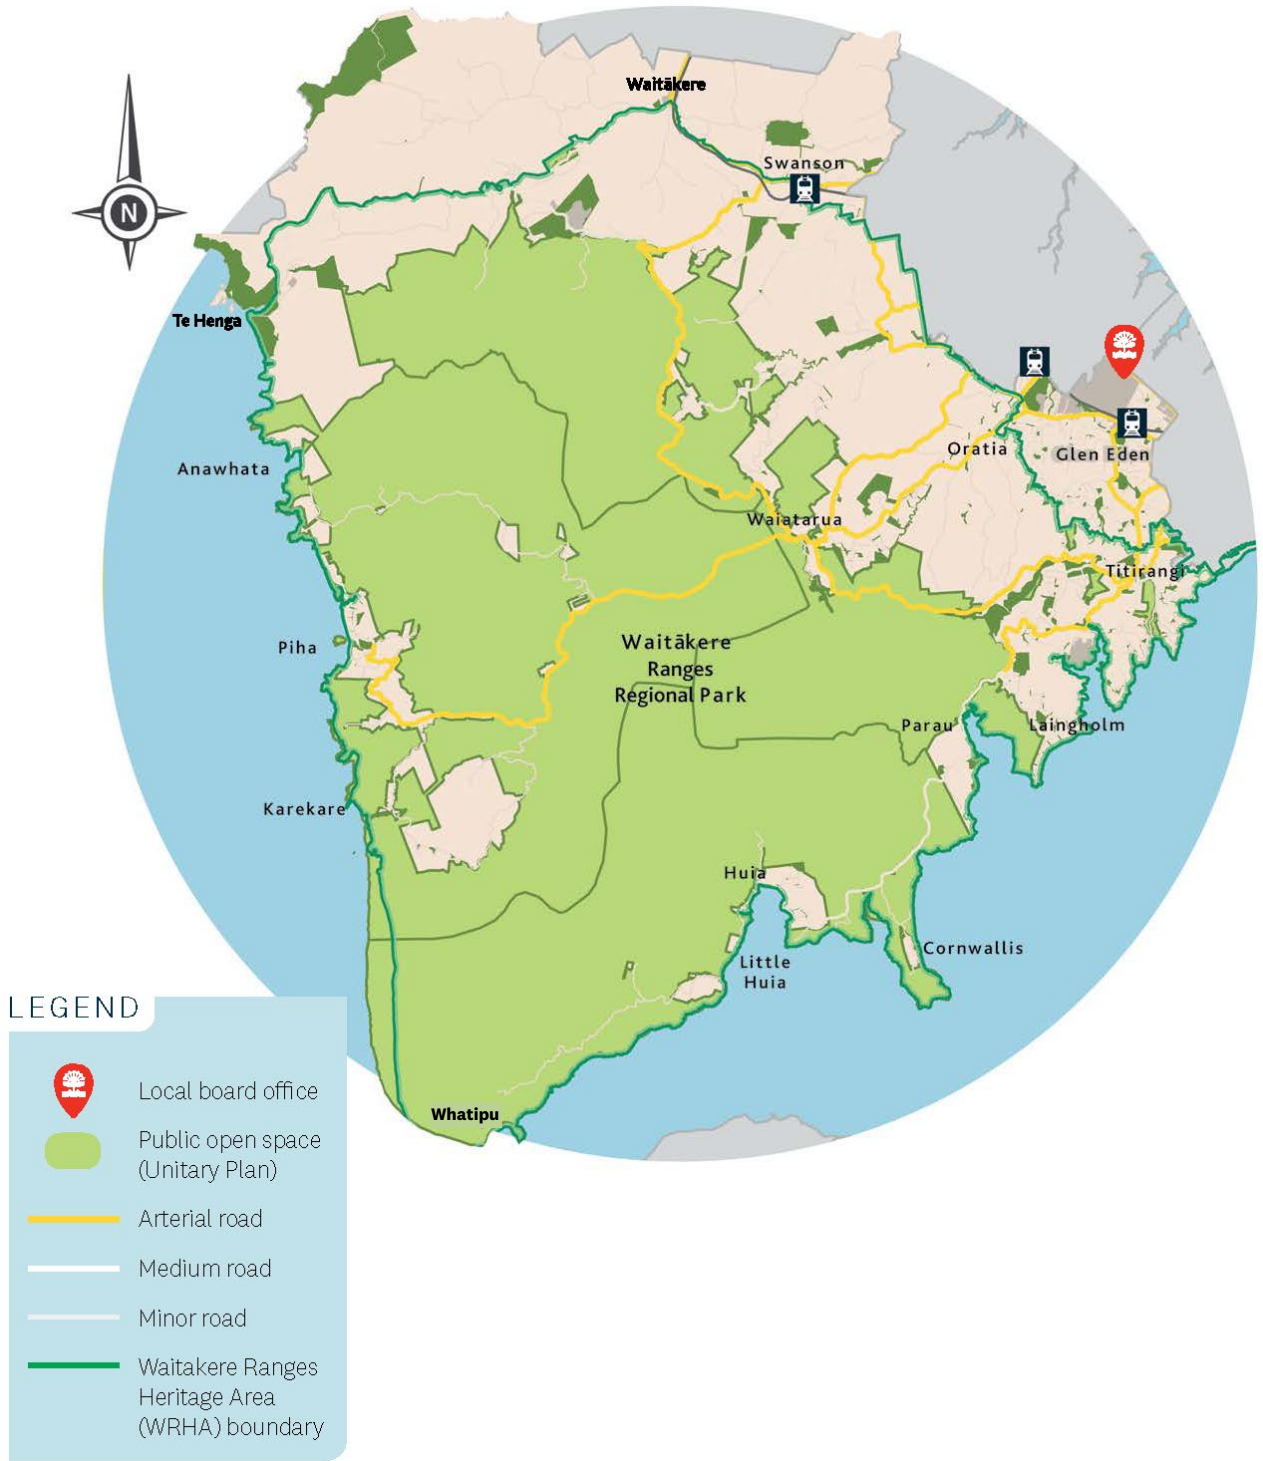 Waitākere
Swanson
N
Te Henga
Oratia
Glen Eden
Anawhata
Waiatarua
Titirangi
Piha
Waitākere
Ranges
Regional Park
Parau
Laingholm
Karekare
Huia
Cornwallis
Little
Huia
Whatipu
LEGEND
Local board office
Public open space
(Unitary Plan)
Arterial road
Medium road
Minor road
Waitakere Ranges
Heritage Area
(WRHA) boundary